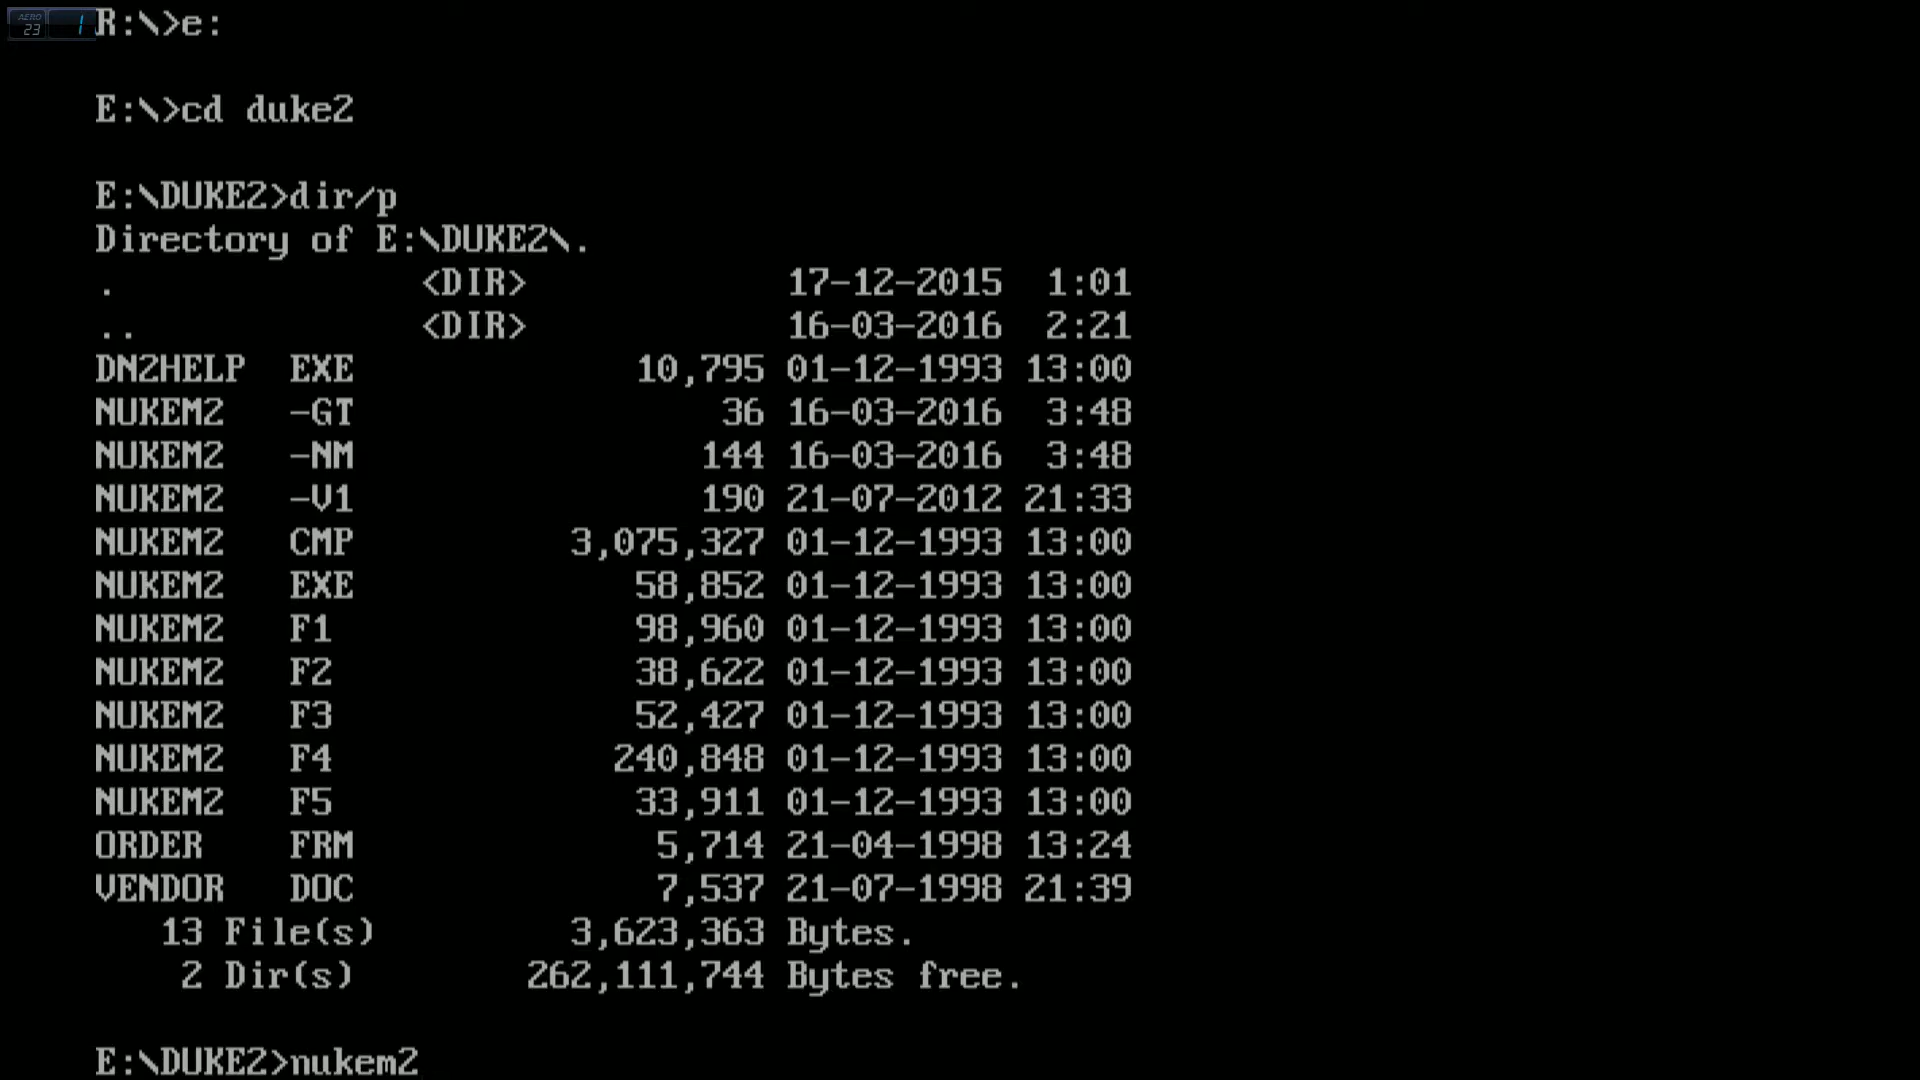 AERO
23 1
R:\>e:
E:\>cd duke2
E:\DUKE2>dir/p
Directory of E:\DUKE2\.
. <DIR> 17-12-2015 1:01
.. <DIR> 16-03-2016 2:21
DN2HELP EXE 10,795 01-12-1993 13:00
NUKEM2 -GT 36 16-03-2016 3:48
NUKEM2 -NM 144 16-03-2016 3:48
NUKEM2 -V1 190 21-07-2012 21:33
NUKEM2 CMP 3,075,327 01-12-1993 13:00
NUKEM2 EXE 58,852 01-12-1993 13:00
NUKEM2 F1 98,960 01-12-1993 13:00
NUKEM2 F2 38,622 01-12-1993 13:00
NUKEM2 F3 52,427 01-12-1993 13:00
NUKEM2 F4 240,848 01-12-1993 13:00
NUKEM2 F5 33,911 01-12-1993 13:00
ORDER FRM 5,714 21-04-1998 13:24
VENDOR DOC 7,537 21-07-1998 21:39
13 File(s) 3,623,363 Bytes.
2 Dir(s) 262,111,744 Bytes free.
E:\DUKE2>nukem2